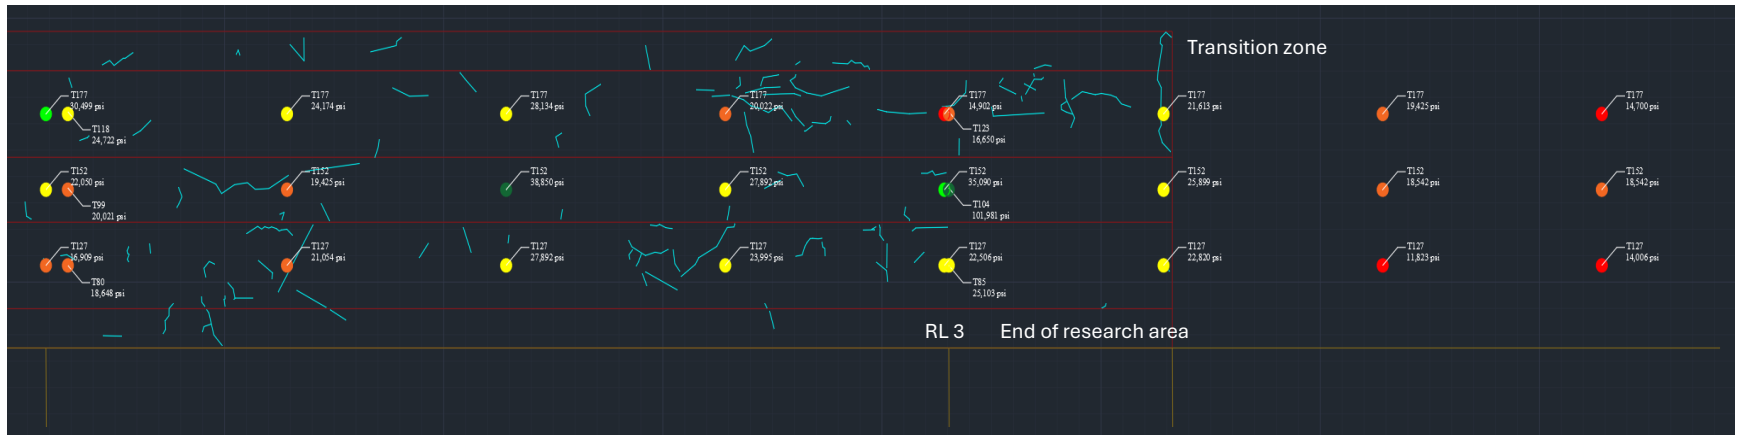 Transition zone
T177
30,499 psi
T118
24,722 psi
T177
24,174 psi
T177
28,134 psi
T177
20,022 psi
T177
14,902 psi
T123
16,650 psi
T177
21,613 psi
T177
19,425 psi
T177
14,700 psi
T152
22,050 psi
T99
20,021 psi
T152
19,425 psi
T152
38,850 psi
T152
27,892 psi
T152
35,090 psi
T104
101,981 psi
T152
25,899 psi
T152
18,542 psi
T152
18,542 psi
T127
16,909 psi
T80
18,648 psi
T127
21,054 psi
T127
27,892 psi
T127
23,995 psi
T127
22,506 psi
T85
25,103 psi
T127
22,820 psi
T127
11,823 psi
T127
14,006 psi
RL 3 End of research area